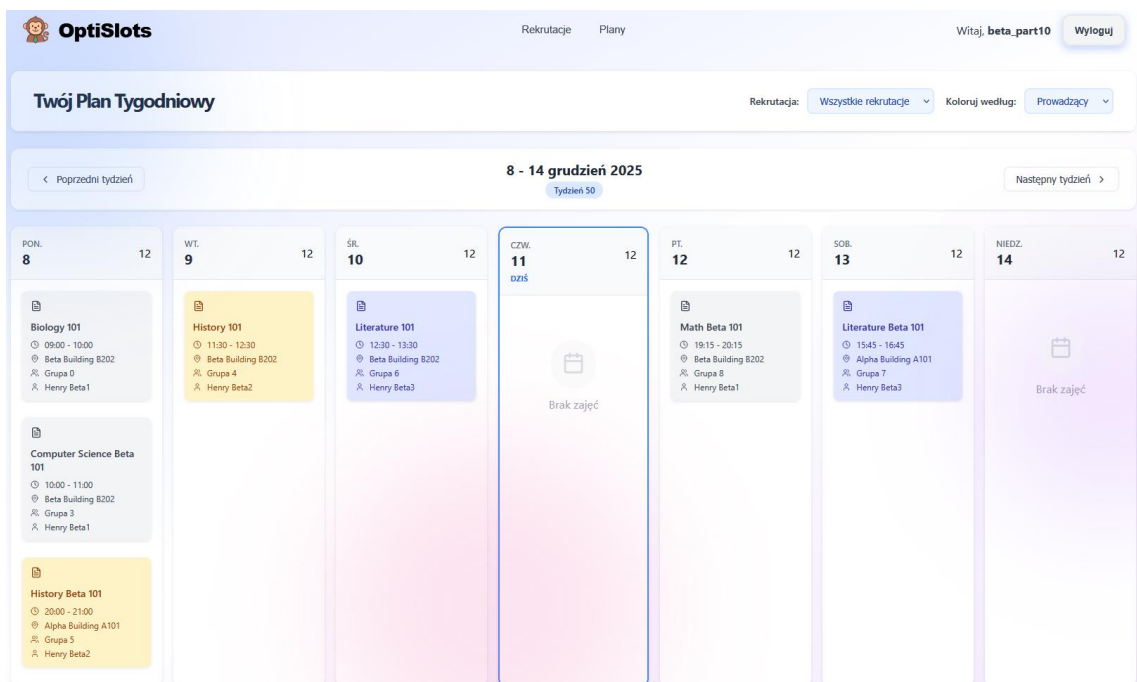 OptiSlots
Rekrutacje
Plany
Witaj, beta_part10
Wyloguj
Twój Plan Tygodniowy
Rekrutacja:
Wszystkie rekrutacje
Koloruj według:
Prowadzący
Poprzedni tydzień
8 - 14 grudzień 2025
Tydzień 50
Następny tydzień
PON.
8
12
Biology 101
09:00 - 10:00
Beta Building B202
Grupa 0
Henry Beta1
Computer Science Beta
101
10:00 - 11:00
Beta Building B202
Grupa 3
Henry Beta1
History Beta 101
20:00 - 21:00
Alpha Building A101
Grupa 5
Henry Beta2
WT.
9
12
History 101
11:30 - 12:30
Beta Building B202
Grupa 4
Henry Beta2
ŚR.
10
12
Literature 101
12:30 - 13:30
Beta Building B202
Grupa 6
Henry Beta3
CZW.
11
12
DZIŚ
Brak zajęć
PT.
12
12
Math Beta 101
19:15 - 20:15
Beta Building B202
Grupa 8
Henry Beta1
SOB.
13
12
Literature Beta 101
15:45 - 16:45
Alpha Building A101
Grupa 7
Henry Beta3
NIEDZ.
14
12
Brak zajęć